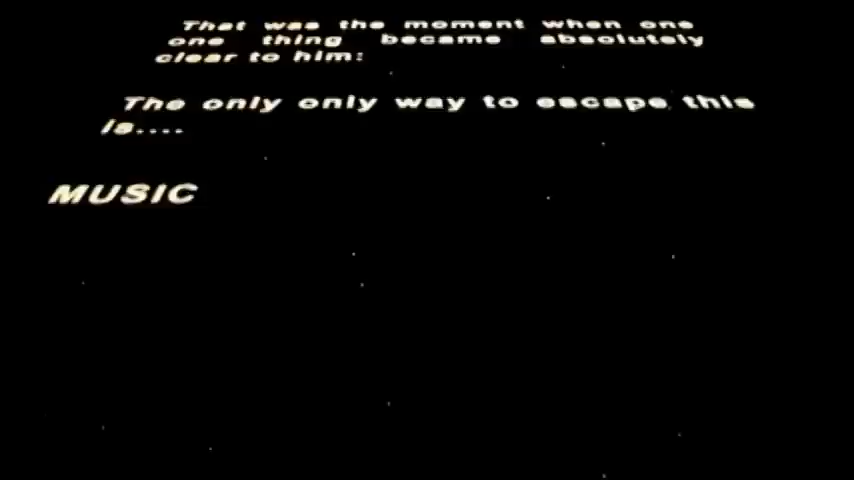 That was the moment when one
one thing became absolutely
clear to him:
The only only way to escape this
is....
MUSIC